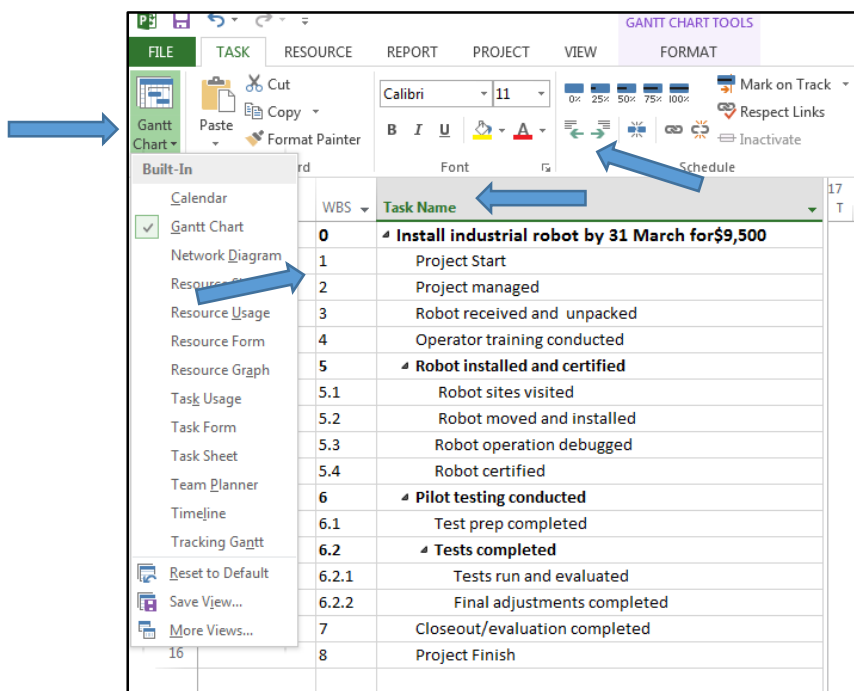 GANTT CHART TOOLS
FILE TASK RESOURCE REPORT PROJECT VIEW FORMAT
Gantt Chart
Paste
Cut
Copy
Format Painter
Calibri 11
B I U A
Font
0% 25% 50% 75% 100%
Mark on Track
Respect Links
Inactivate
Schedule
Built-In
Calendar
Gantt Chart
Network Diagram
Resource Usage
Resource Form
Resource Graph
Task Usage
Task Form
Task Sheet
Team Planner
Timeline
Tracking Gantt
Reset to Default
Save View...
More Views...
16
WBS Task Name
17
T
0 Install industrial robot by 31 March for$9,500
1 Project Start
2 Project managed
3 Robot received and unpacked
4 Operator training conducted
5 Robot installed and certified
5.1 Robot sites visited
5.2 Robot moved and installed
5.3 Robot operation debugged
5.4 Robot certified
6 Pilot testing conducted
6.1 Test prep completed
6.2 Tests completed
6.2.1 Tests run and evaluated
6.2.2 Final adjustments completed
7 Closeout/evaluation completed
8 Project Finish